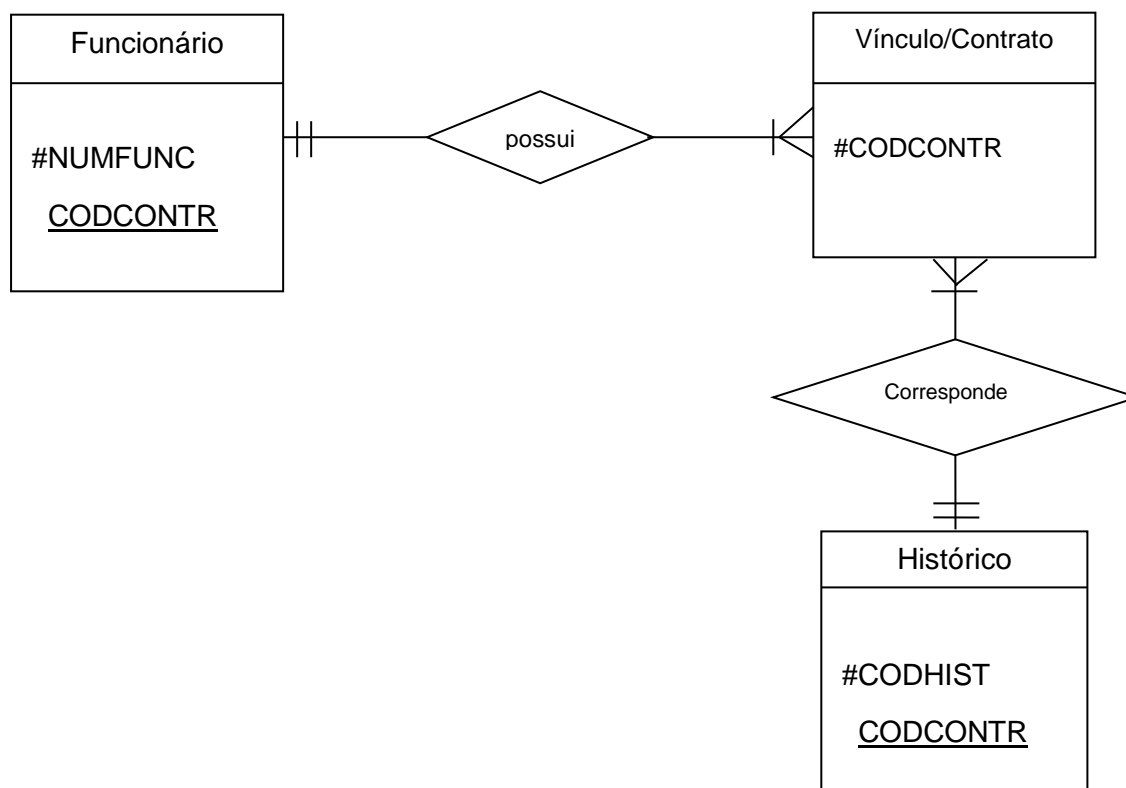 Funcionário
#NUMFUNC
CODCONTR
possui
Vínculo/Contrato
#CODCONTR
Corresponde
Histórico
#CODHIST
CODCONTR